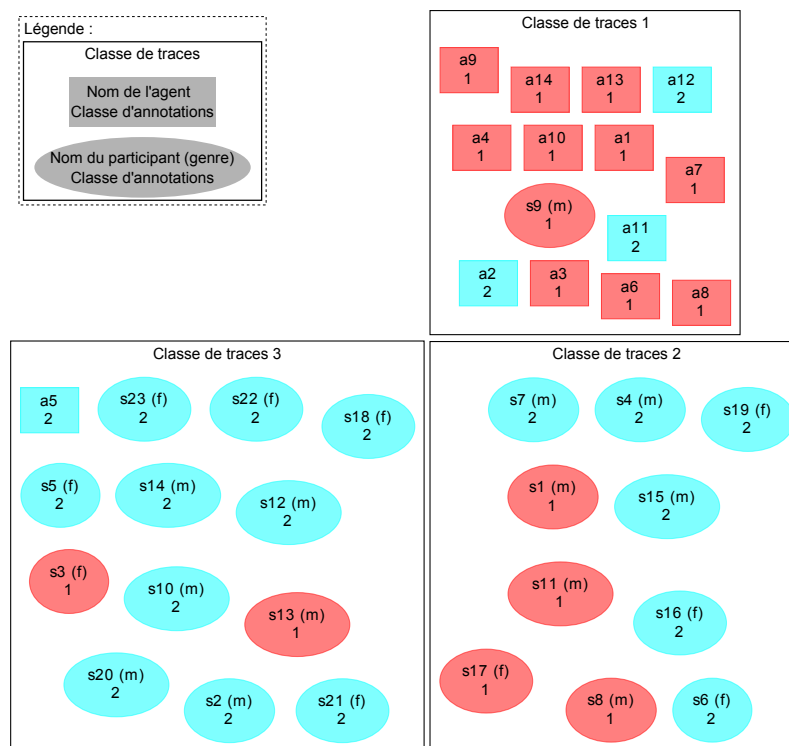 Légende :
Classe de traces
Nom de l'agent
Classe d'annotations
Nom du participant (genre)
Classe d'annotations
Classe de traces 1
a9
1
a14
1
a13
1
a12
2
a4
1
a10
1
a1
1
a7
1
s9 (m)
1
a11
2
a2
2
a3
1
a6
1
a8
1
Classe de traces 3
a5
2
s23 (f)
2
s22 (f)
2
s18 (f)
2
s5 (f)
2
s14 (m)
2
s12 (m)
2
s3 (f)
1
s10 (m)
2
s13 (m)
1
s20 (m)
2
s2 (m)
2
s21 (f)
2
Classe de traces 2
s7 (m)
2
s4 (m)
2
s19 (f)
2
s1 (m)
1
s15 (m)
2
s11 (m)
1
s16 (f)
2
s17 (f)
1
s8 (m)
1
s6 (f)
2